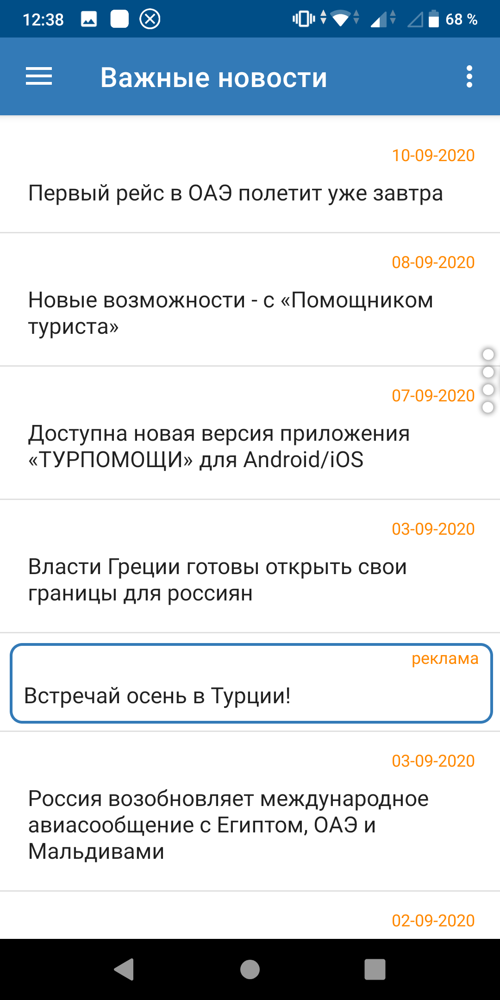 12:38
68 %
Важные новости
10-09-2020
Первый рейс в ОАЭ полетит уже завтра
08-09-2020
Новые возможности - с «Помощником
туриста»
07-09-2020
Доступна новая версия приложения
«ТУРПОМОЩИ» для Android/iOS
03-09-2020
Власти Греции готовы открыть свои
границы для россиян
реклама
Встречай осень в Турции!
03-09-2020
Россия возобновляет международное
авиасообщение с Египтом, ОАЭ и
Мальдивами
02-09-2020